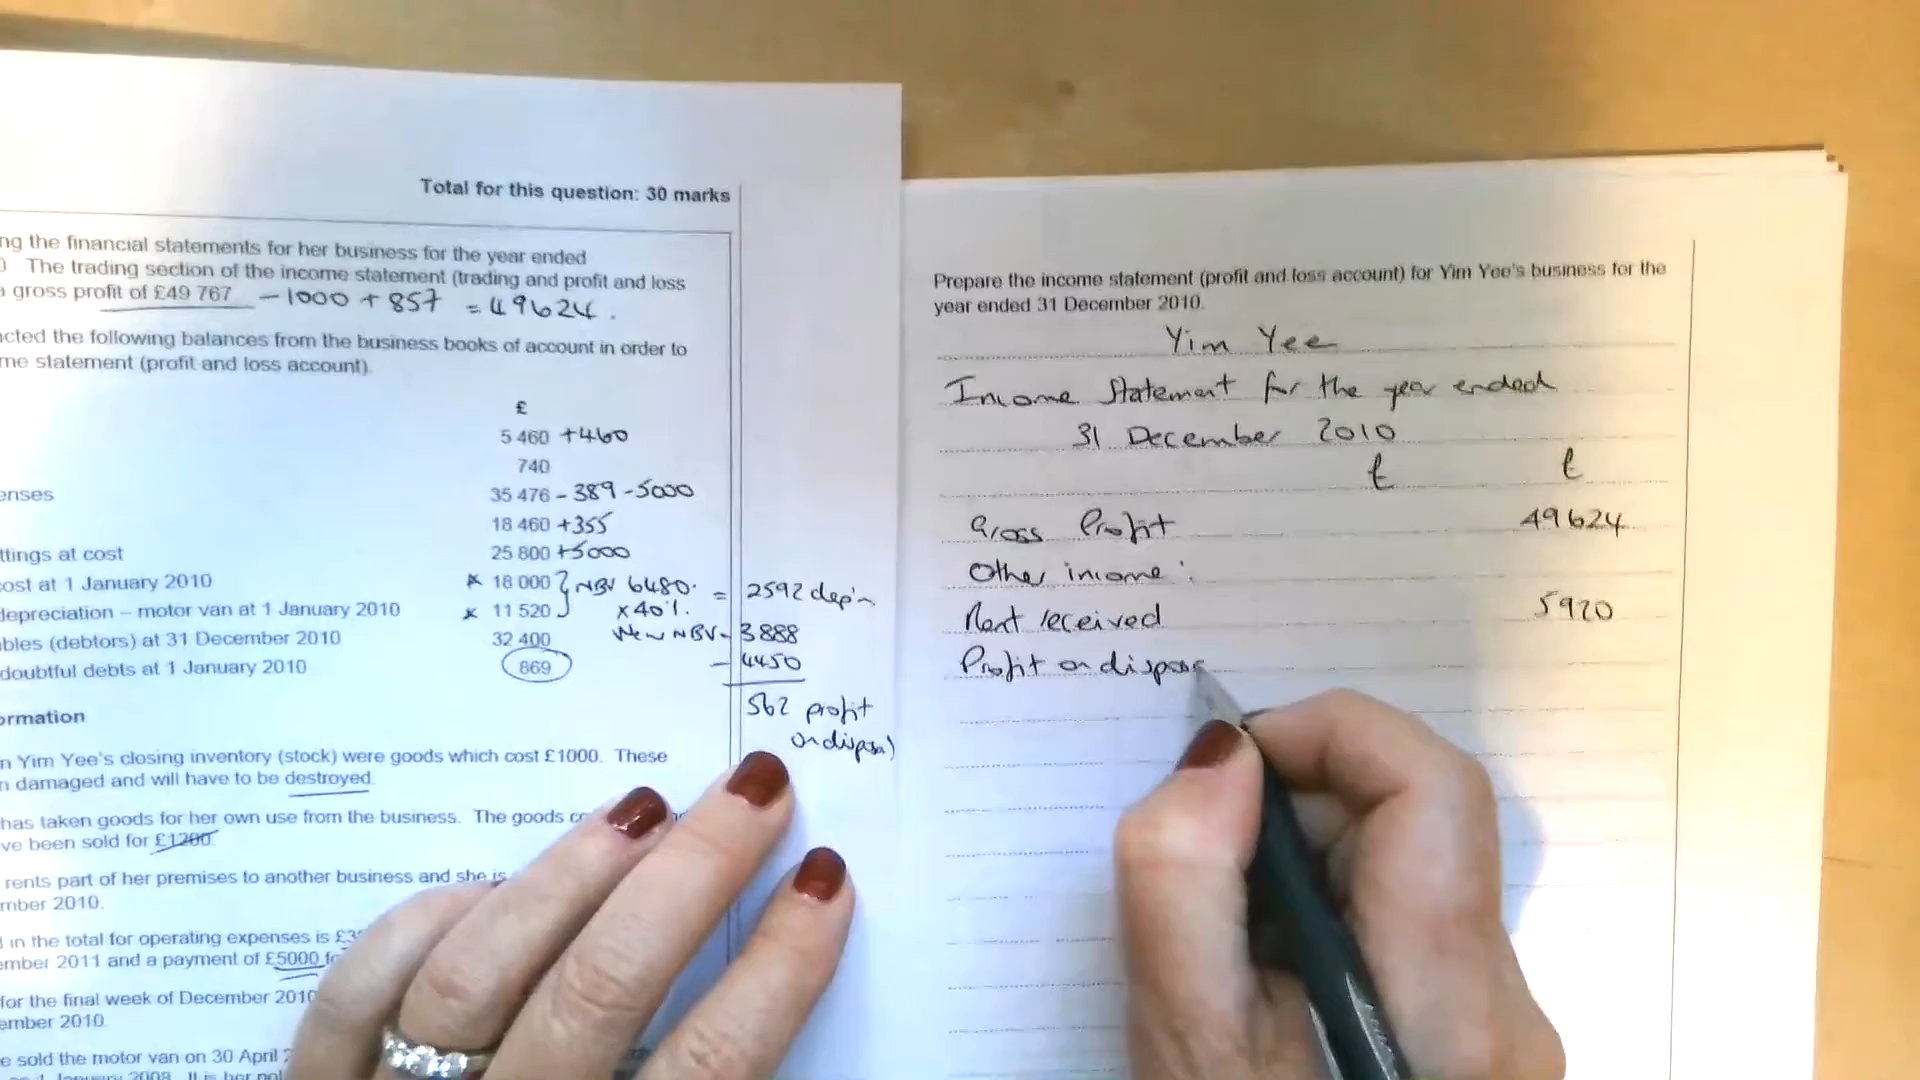 Total for this question: 30 marks
ng the financial statements for her business for the year ended
The trading section of the income statement (trading and profit and loss
a gross profit of £49 767 - 1000 + 857 = 49624.
acted the following balances from the business books of account in order to
me statement (profit and loss account).
£
5 460 +460
740
enses 35 476 - 389 - 5000
18 460 +355
ttings at cost 25 800 +5000
cost at 1 January 2010 * 18 000 } NBV 6480. = 2592 dep'n
depreciation – motor van at 1 January 2010 * 11 520 x 40%.
ables (debtors) at 31 December 2010 32 400 New NBV - 3888
doubtful debts at 1 January 2010 869 - 4450
562 profit
on disposal
ormation
n Yim Yee's closing inventory (stock) were goods which cost £1000. These
n damaged and will have to be destroyed.
has taken goods for her own use from the business. The goods
ve been sold for £1200.
rents part of her premises to another business and she is
mber 2010.
in the total for operating expenses is
ember 2011 and a payment of £5000
for the final week of December 2010
ember 2010.
e sold the motor van on 30 April
1 January 2008. It is her
Prepare the income statement (profit and loss account) for Yim Yee's business for the
year ended 31 December 2010.
Yim Yee
Income Statement for the year ended
31 December 2010
£ £
Gross Profit 49624
Other income:
Rent received 5920
Profit on dispos